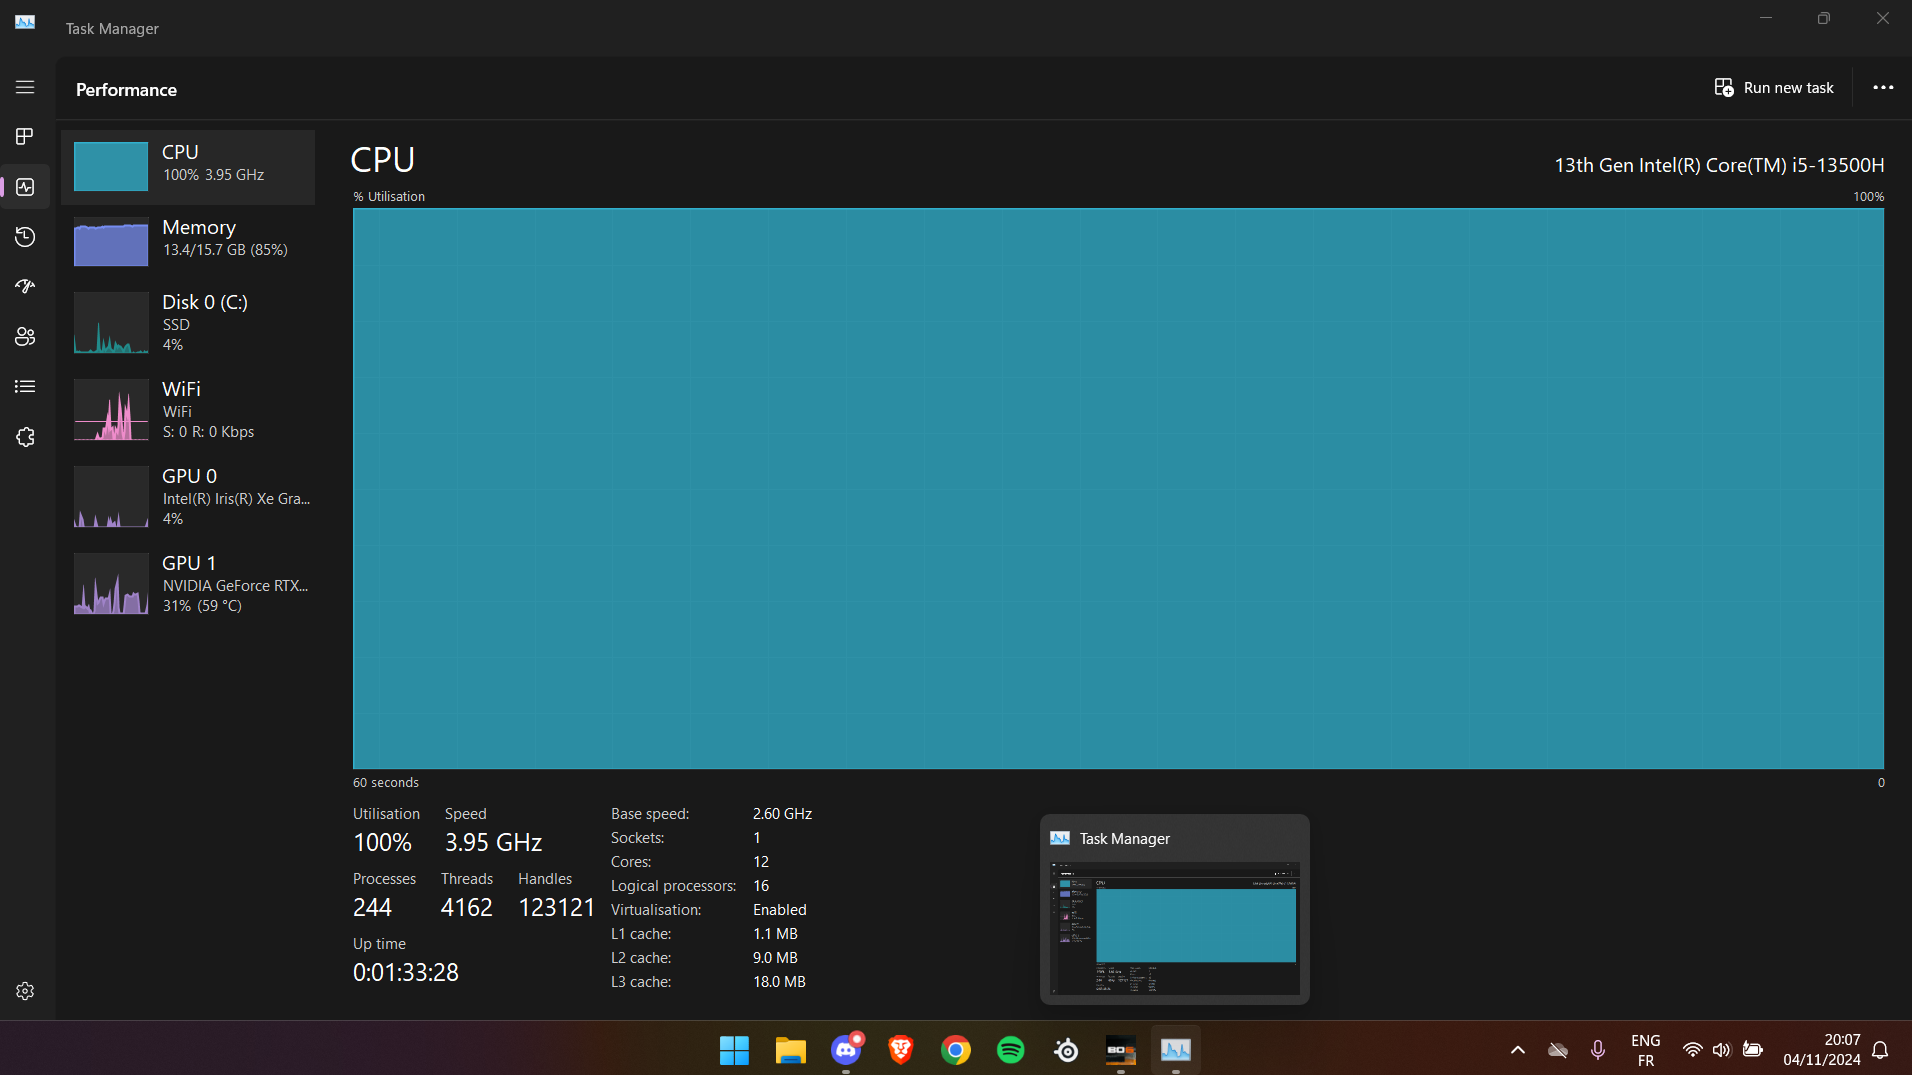 Task Manager
Performance
Run new task
CPU
100% 3.95 GHz
Memory
13.4/15.7 GB (85%)
Disk 0 (C:)
SSD
4%
WiFi
WiFi
S: 0 R: 0 Kbps
GPU 0
Intel(R) Iris(R) Xe Gra...
4%
GPU 1
NVIDIA GeForce RTX...
31% (59 °C)
CPU
13th Gen Intel(R) Core(TM) i5-13500H
% Utilisation
100%
60 seconds
0
Utilisation
100%
Speed
3.95 GHz
Processes
244
Threads
4162
Handles
123121
Up time
0:01:33:28
Base speed: 2.60 GHz
Sockets: 1
Cores: 12
Logical processors: 16
Virtualisation: Enabled
L1 cache: 1.1 MB
L2 cache: 9.0 MB
L3 cache: 18.0 MB
Task Manager
BO6
ENG
FR
20:07
04/11/2024